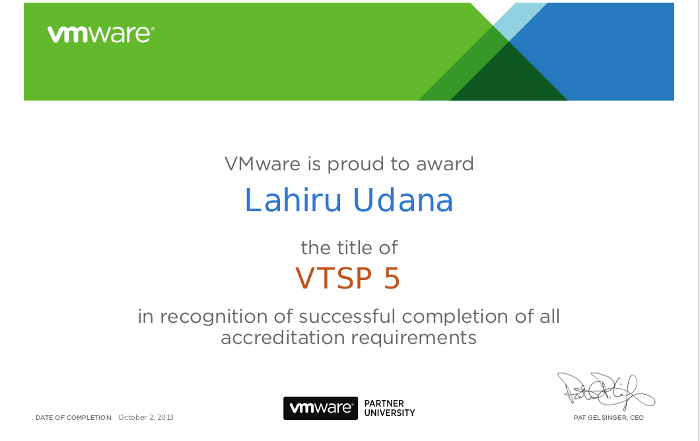 vmware®
VMware is proud to award
Lahiru Udana
the title of
VTSP 5
in recognition of successful completion of all
accreditation requirements
DATE OF COMPLETION: October 2, 2013
vmware® PARTNER
UNIVERSITY
PAT GELSINGER, CEO